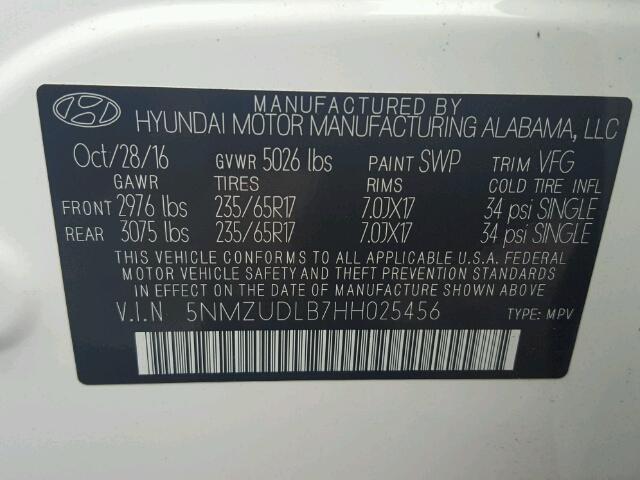 MANUFACTURED BY
HYUNDAI MOTOR MANUFACTURING ALABAMA, LLC
Oct/28/16 GVWR 5026 lbs PAINT SWP TRIM VFG
GAWR TIRES RIMS COLD TIRE INFL
FRONT 2976 lbs 235/65R17 7.0JX17 34 psi SINGLE
REAR 3075 lbs 235/65R17 7.0JX17 34 psi SINGLE
THIS VEHICLE CONFORMS TO ALL APPLICABLE U.S.A. FEDERAL
MOTOR VEHICLE SAFETY AND THEFT PREVENTION STANDARDS
IN EFFECT ON THE DATE OF MANUFACTURE SHOWN ABOVE.
V.I.N 5NMZUDLB7HH025456 TYPE: MPV